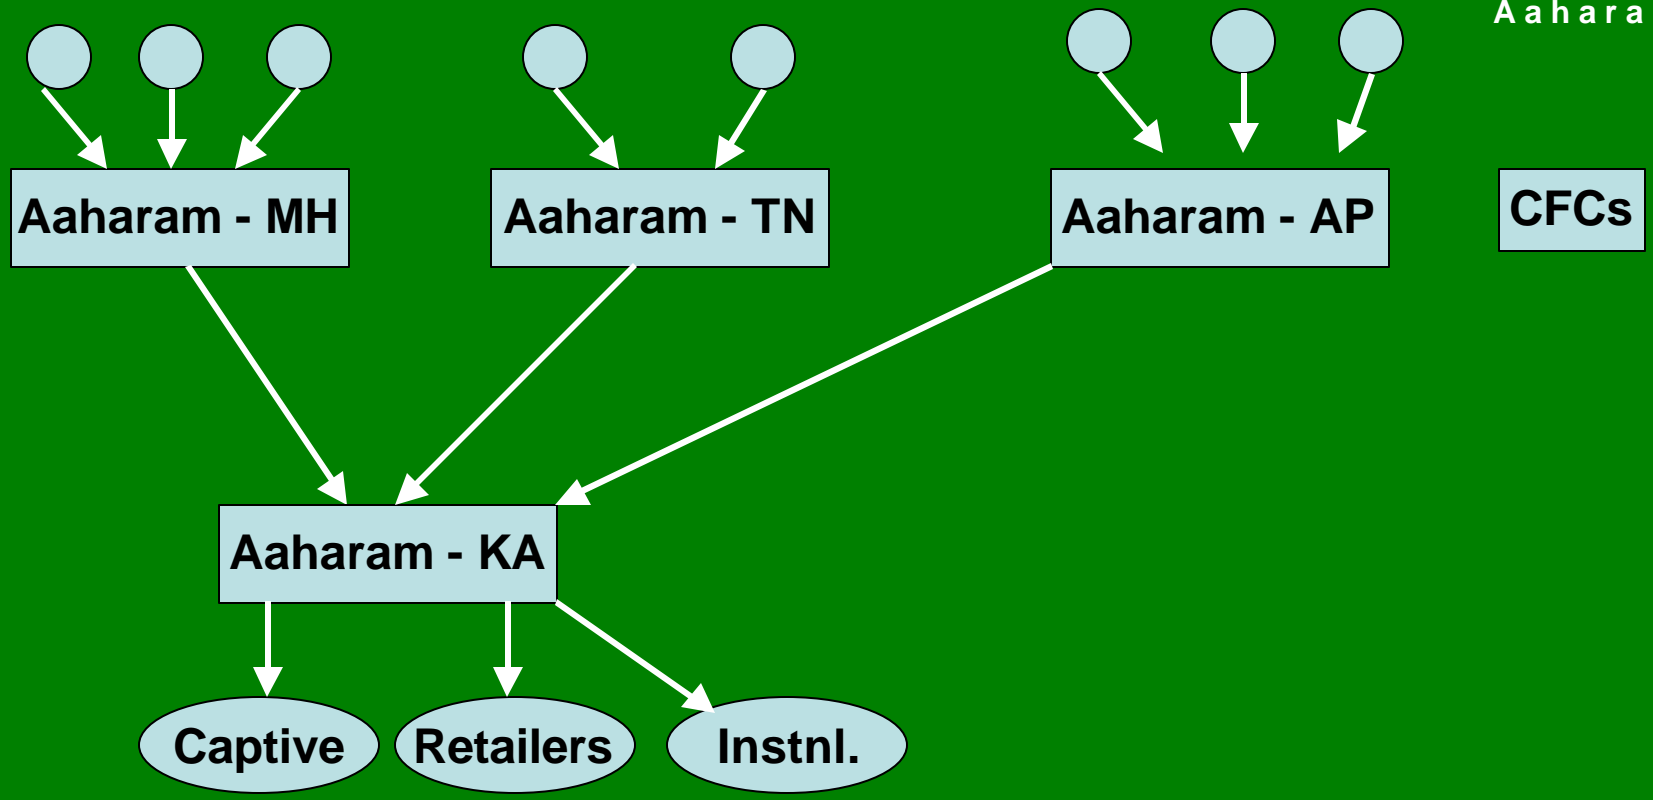 Aahara
Aaharam - MH
Aaharam - TN
Aaharam - AP
CFCs
Aaharam - KA
Captive
Retailers
Instnl.